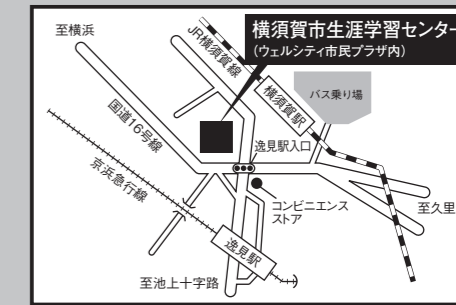 至横浜
JR横須賀線
横須賀市生涯学習センター
(ウェルシティ市民プラザ内)
バス乗り場
横須賀駅
国道16号線
逸見駅入口
京浜急行線
コンビニエンス
ストア
至久里
逸見駅
至池上十字路